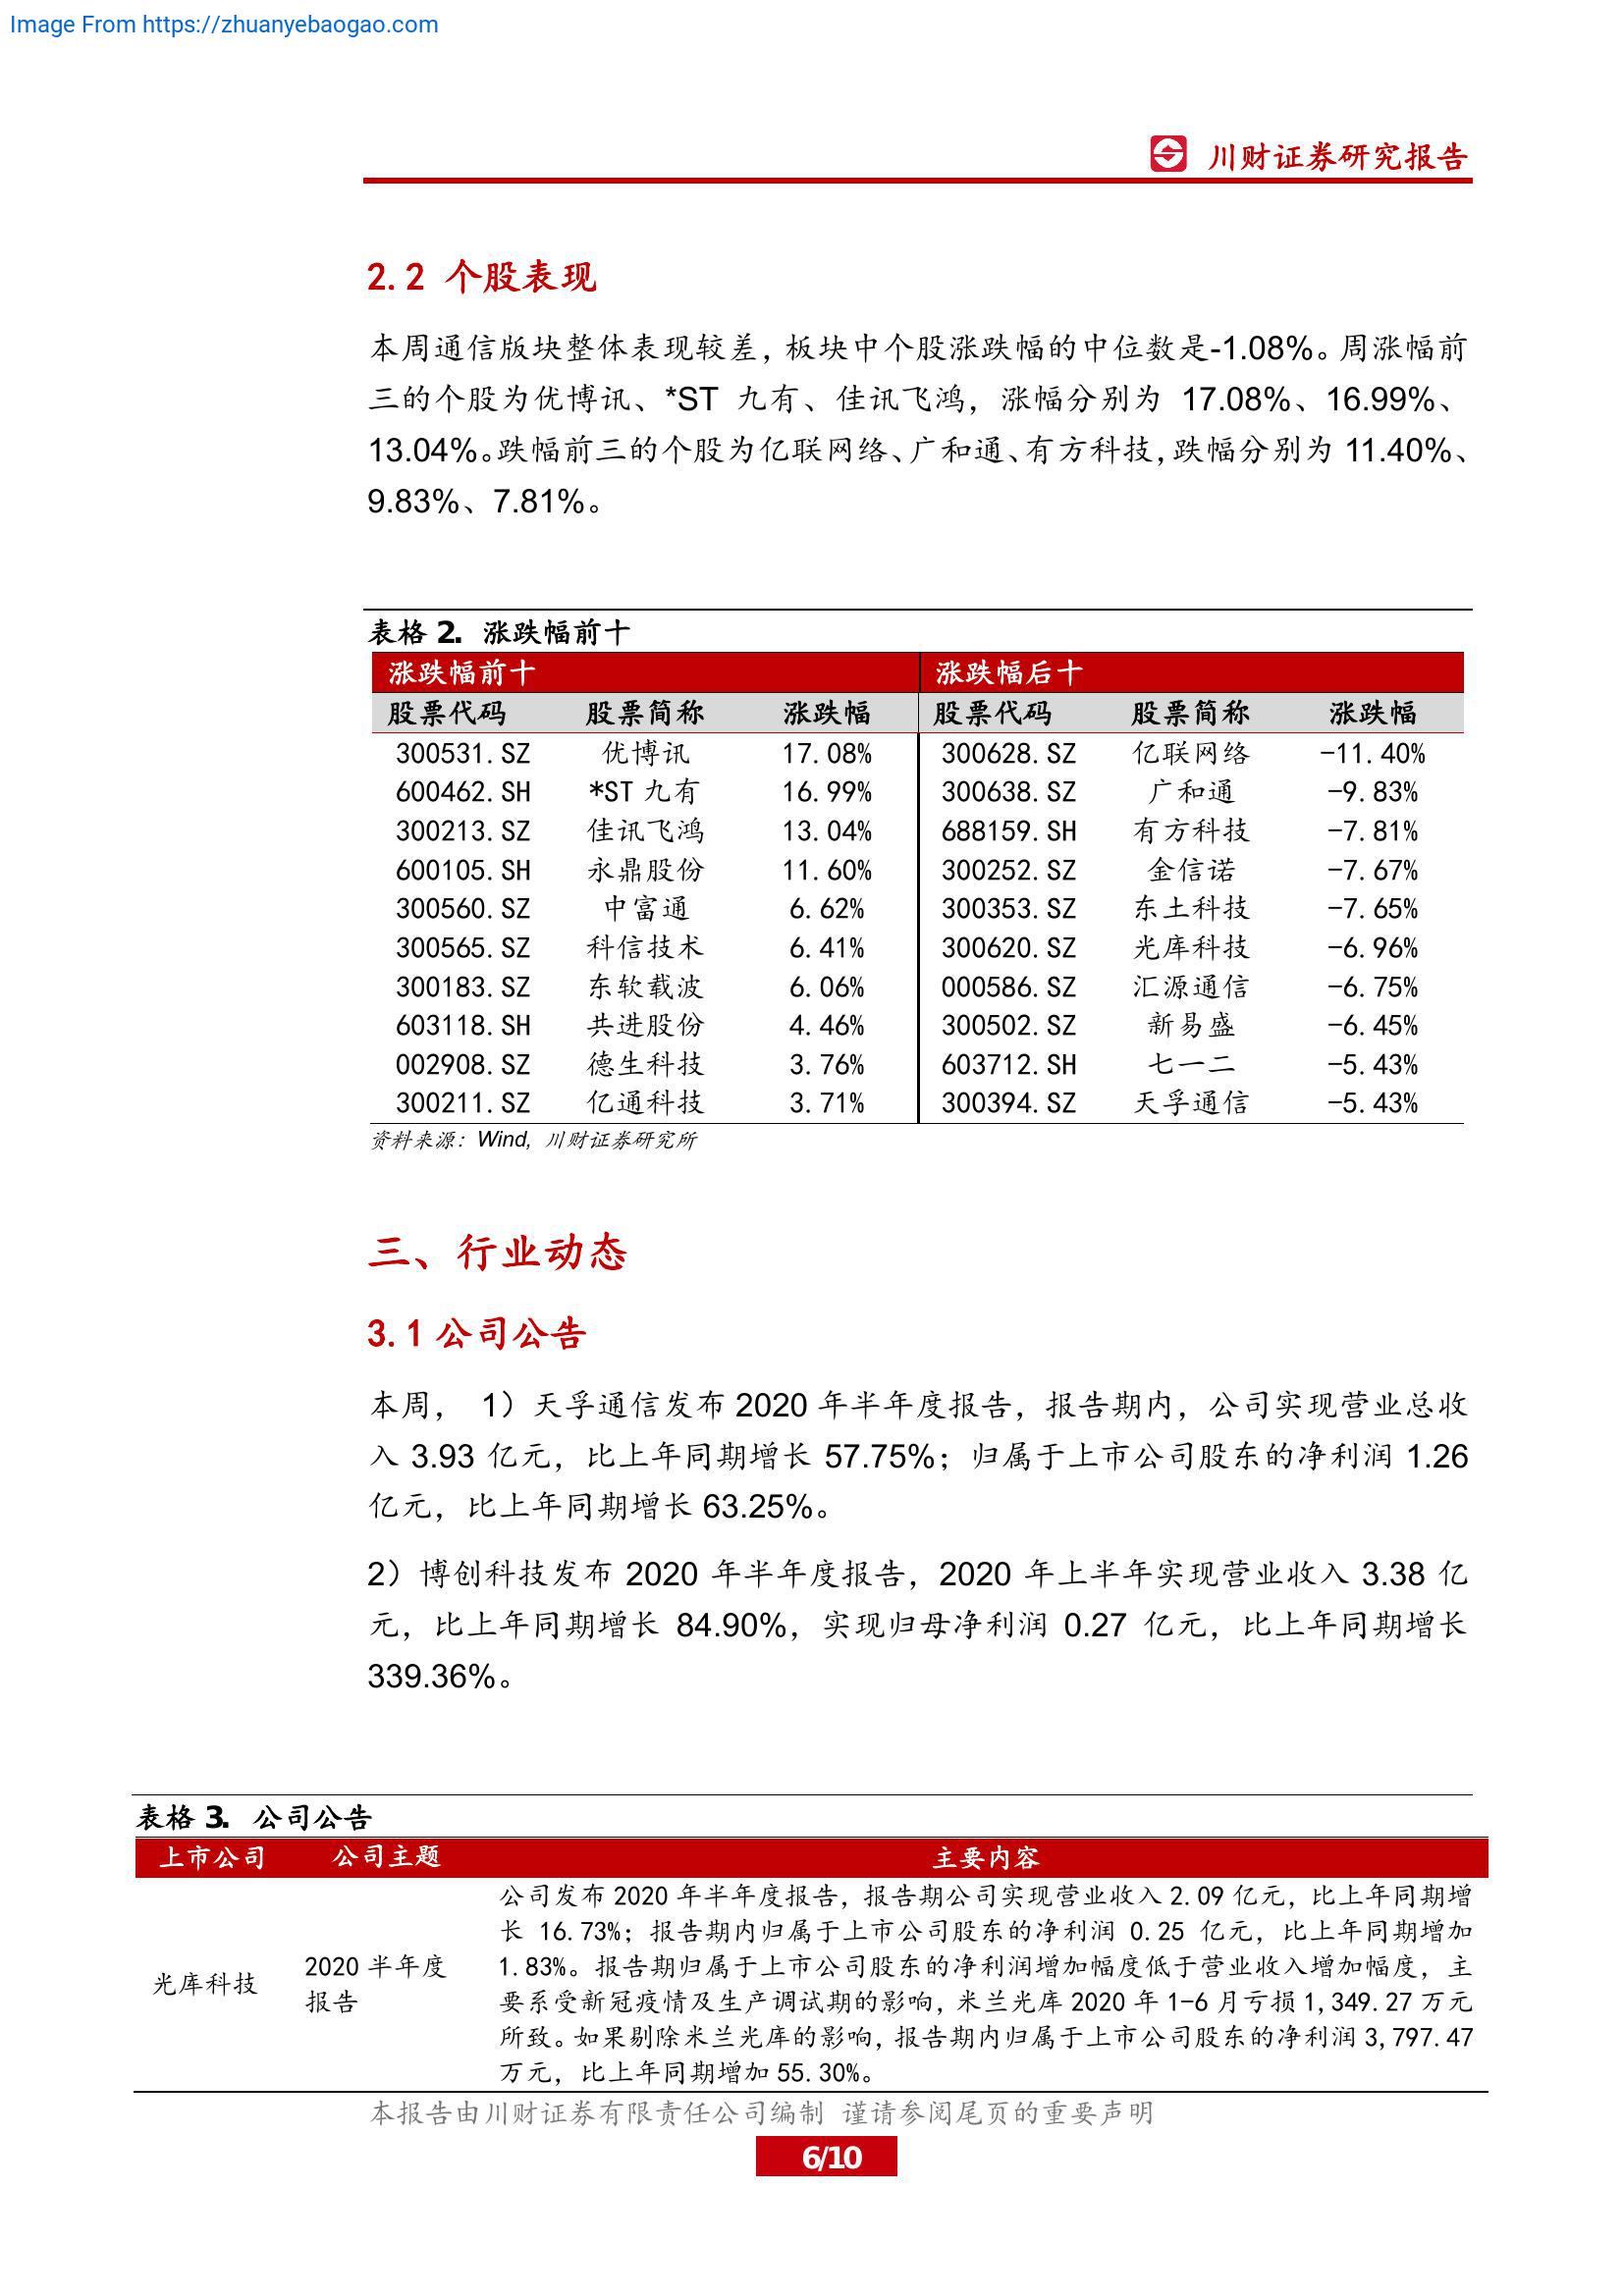 Image From https://zhuanyebaogao.com
川财证券研究报告
2.2 个股表现
本周通信版块整体表现较差，板块中个股涨跌幅的中位数是-1.08%。周涨幅前
三的个股为优博讯、*ST 九有、佳讯飞鸿，涨幅分别为 17.08%、16.99%、
13.04%。跌幅前三的个股为亿联网络、广和通、有方科技，跌幅分别为 11.40%、
9.83%、7.81%。
表格 2. 涨跌幅前十
涨跌幅前十 涨跌幅后十
股票代码 股票简称 涨跌幅 股票代码 股票简称 涨跌幅
300531.SZ 优博讯 17.08% 300628.SZ 亿联网络 -11.40%
600462.SH *ST 九有 16.99% 300638.SZ 广和通 -9.83%
300213.SZ 佳讯飞鸿 13.04% 688159.SH 有方科技 -7.81%
600105.SH 永鼎股份 11.60% 300252.SZ 金信诺 -7.67%
300560.SZ 中富通 6.62% 300353.SZ 东土科技 -7.65%
300565.SZ 科信技术 6.41% 300620.SZ 光库科技 -6.96%
300183.SZ 东软载波 6.06% 000586.SZ 汇源通信 -6.75%
603118.SH 共进股份 4.46% 300502.SZ 新易盛 -6.45%
002908.SZ 德生科技 3.76% 603712.SH 七一二 -5.43%
300211.SZ 亿通科技 3.71% 300394.SZ 天孚通信 -5.43%
资料来源：Wind, 川财证券研究所
三、行业动态
3.1 公司公告
本周， 1）天孚通信发布 2020 年半年度报告，报告期内，公司实现营业总收
入 3.93 亿元，比上年同期增长 57.75%；归属于上市公司股东的净利润 1.26
亿元，比上年同期增长 63.25%。
2）博创科技发布 2020 年半年度报告，2020 年上半年实现营业收入 3.38 亿
元，比上年同期增长 84.90%，实现归母净利润 0.27 亿元，比上年同期增长
339.36%。
表格 3. 公司公告
上市公司 公司主题 主要内容
公司发布 2020 年半年度报告，报告期公司实现营业收入 2.09 亿元，比上年同期增
长 16.73%；报告期内归属于上市公司股东的净利润 0.25 亿元，比上年同期增加
光库科技 2020 半年度 1.83%。报告期归属于上市公司股东的净利润增加幅度低于营业收入增加幅度，主
报告 要系受新冠疫情及生产调试期的影响，米兰光库 2020 年 1-6 月亏损 1,349.27 万元
所致。如果剔除米兰光库的影响，报告期内归属于上市公司股东的净利润 3,797.47
万元，比上年同期增加 55.30%。
本报告由川财证券有限责任公司编制 谨请参阅尾页的重要声明
6/10